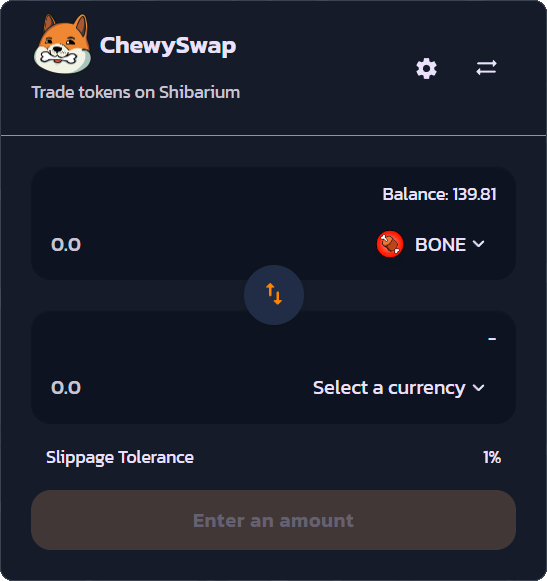 ChewySwap
Trade tokens on Shibarium
Balance: 139.81
0.0 BONE
-
0.0 Select a currency
Slippage Tolerance 1%
Enter an amount